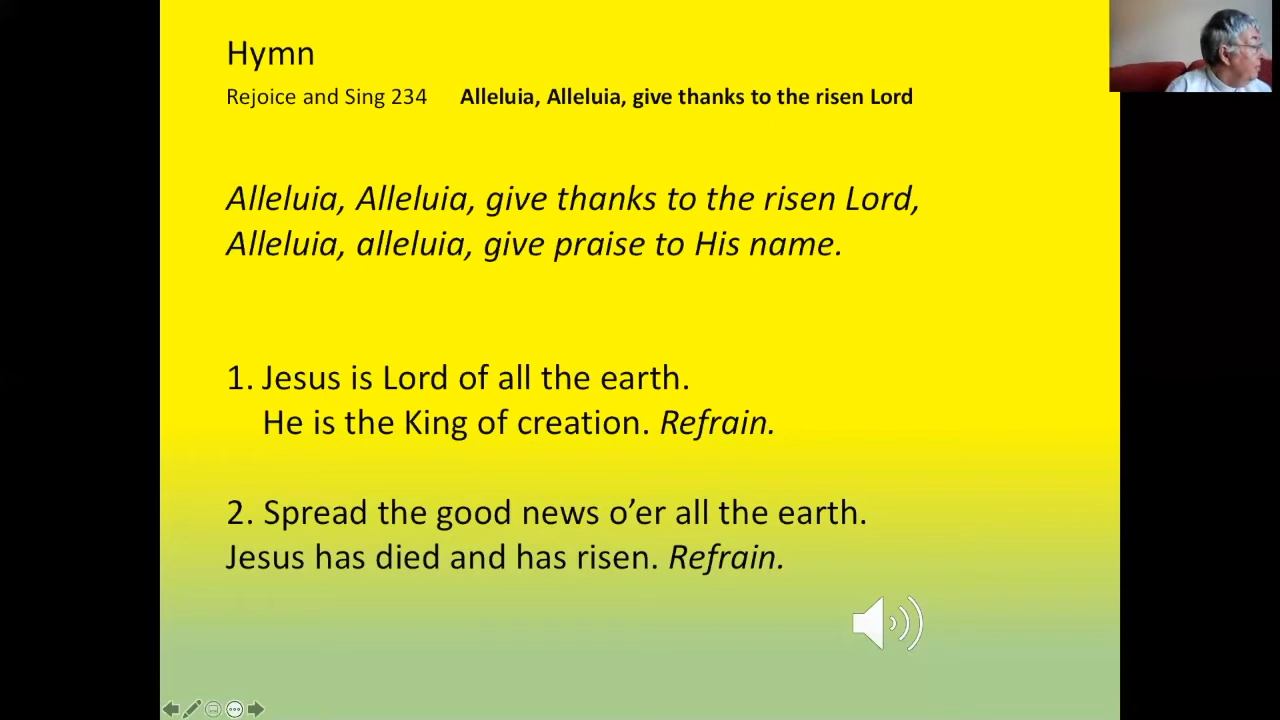 Hymn
Rejoice and Sing 234 Alleluia, Alleluia, give thanks to the risen Lord
Alleluia, Alleluia, give thanks to the risen Lord,
Alleluia, alleluia, give praise to His name.
1. Jesus is Lord of all the earth.
He is the King of creation. Refrain.
2. Spread the good news o’er all the earth.
Jesus has died and has risen. Refrain.